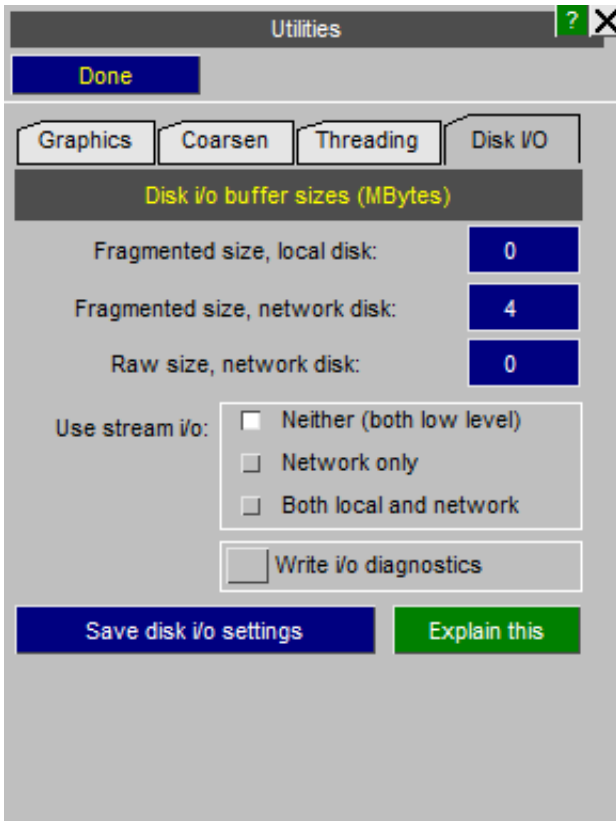 Utilities ?
Done
Graphics Coarsen Threading Disk I/O
Disk i/o buffer sizes (MBytes)
Fragmented size, local disk: 0
Fragmented size, network disk: 4
Raw size, network disk: 0
Use stream i/o: Neither (both low level)
Network only
Both local and network
Write i/o diagnostics
Save disk i/o settings Explain this